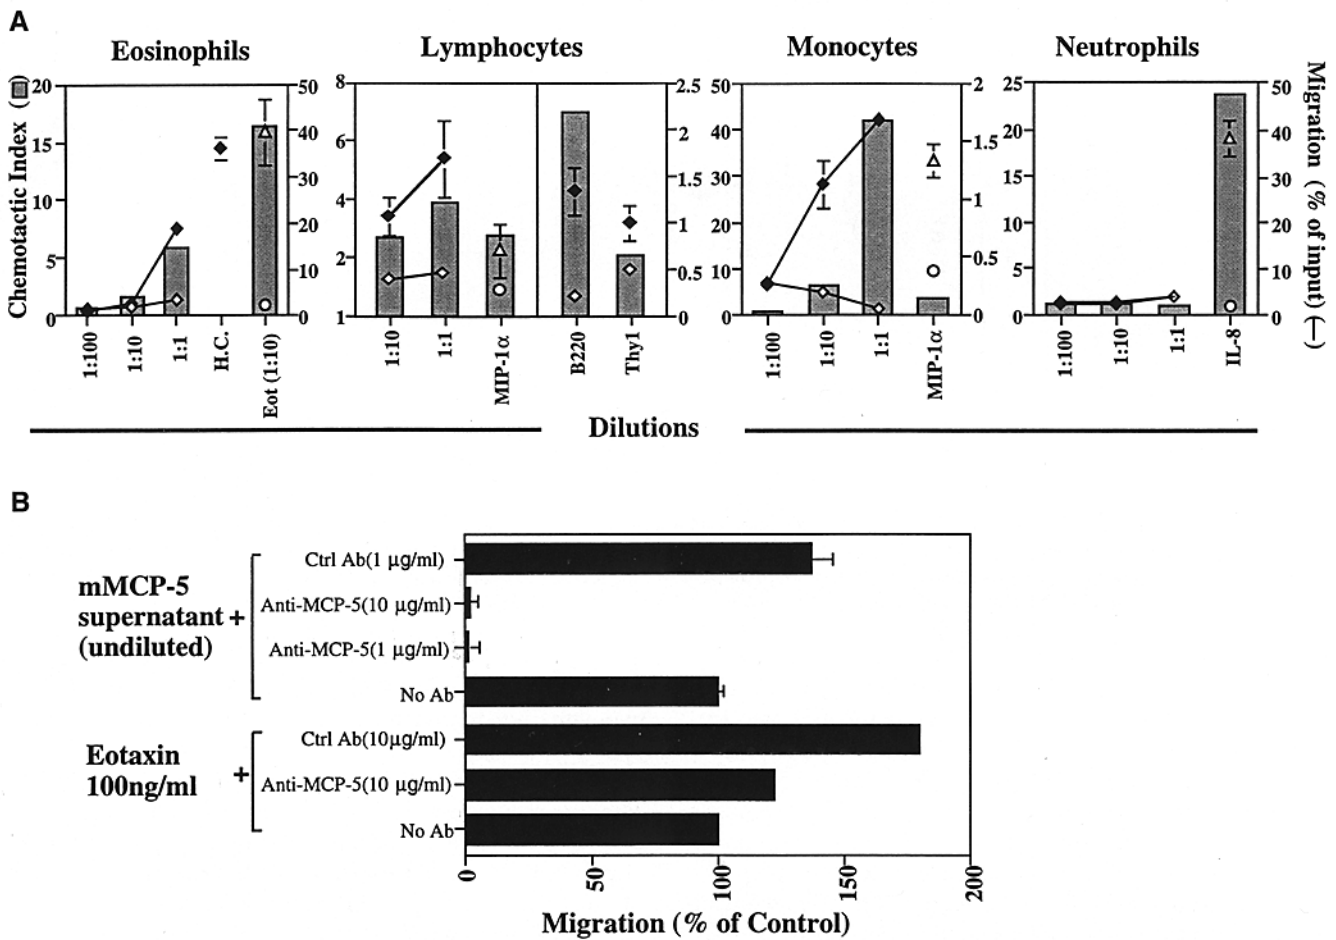 A
Eosinophils
Lymphocytes
Monocytes
Neutrophils
Chemotactic Index ( )
20
15
10
5
0
50
40
30
20
10
0
8
6
4
2
1
2.5
2
1.5
1
0.5
0
50
40
30
20
10
0
2
1.5
1
0.5
0
25
20
15
10
5
0
50
40
30
20
10
0
Migration (% of input) (—)
1:100
1:10
1:1
H.C.
Eot (1:10)
1:10
1:1
MIP-1α
B220
Thy1
1:100
1:10
1:1
MIP-1α
1:100
1:10
1:1
IL-8
Dilutions
B
mMCP-5
supernatant +
(undiluted)
Ctrl Ab(1 µg/ml)
Anti-MCP-5(10 µg/ml)
Anti-MCP-5(1 µg/ml)
No Ab
Eotaxin
100ng/ml
+
Ctrl Ab(10µg/ml)
Anti-MCP-5(10 µg/ml)
No Ab
0
50
100
150
200
Migration (% of Control)